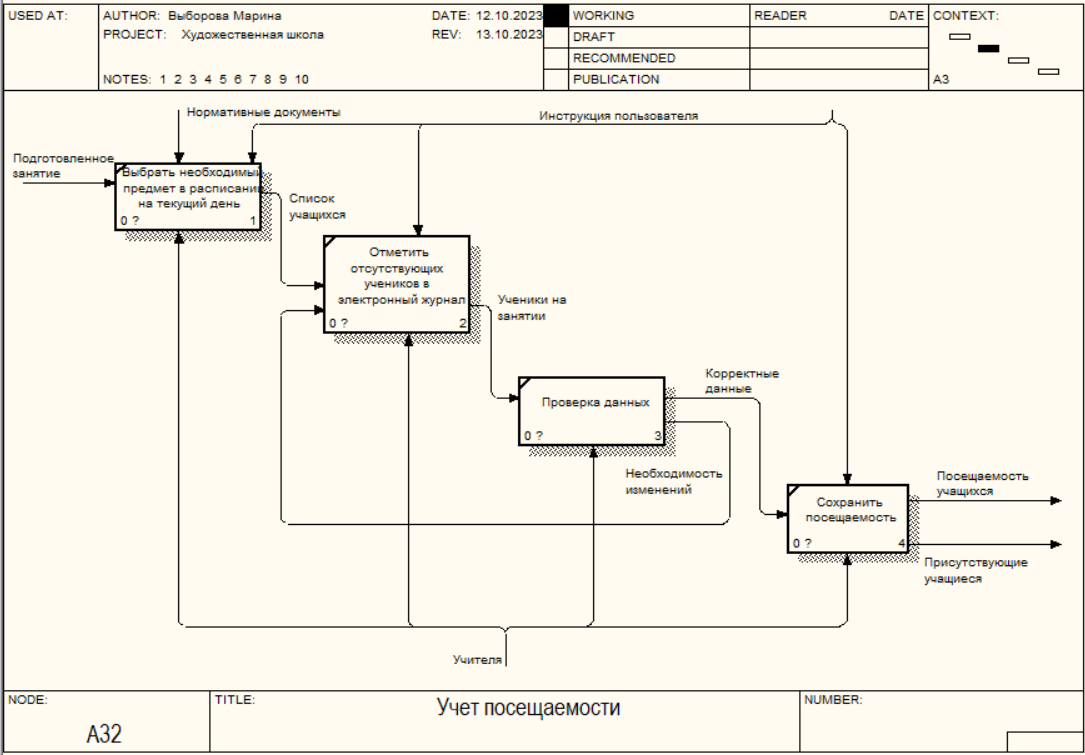 USED AT:
AUTHOR: Выборова Марина
DATE: 12.10.2023
WORKING
READER
DATE
CONTEXT:
PROJECT: Художественная школа
REV: 13.10.2023
DRAFT
RECOMMENDED
NOTES: 1 2 3 4 5 6 7 8 9 10
PUBLICATION
A3
Нормативные документы
Инструкция пользователя
Подготовленное
занятие
Выбрать необходимый
предмет в расписании
на текущий день
0 ?
1
Список
учащихся
Отметить
отсутствующих
учеников в
электронный журнал
0 ?
2
Ученики на
занятии
Проверка данных
0 ?
3
Корректные
данные
Необходимость
изменений
Сохранить
посещаемость
0 ?
4
Посещаемость
учащихся
Присутствующие
учащиеся
Учителя
NODE:
A32
TITLE:
Учет посещаемости
NUMBER: